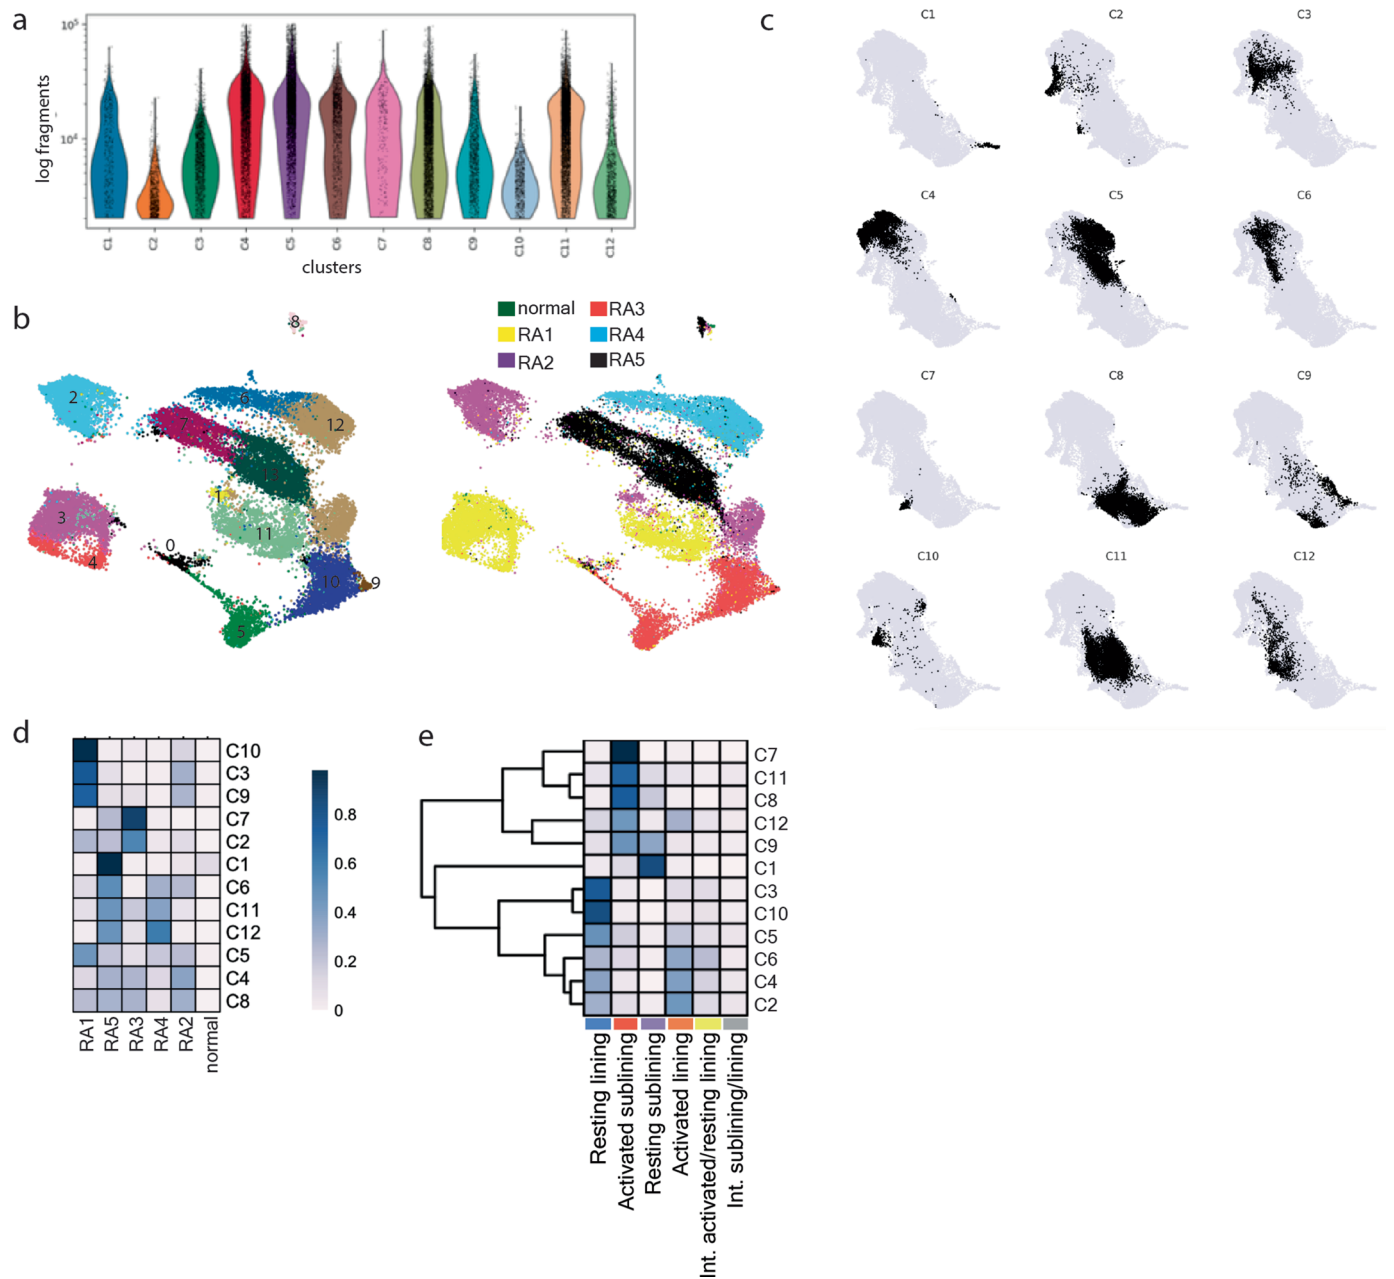 a
10⁵
10⁴
log fragments
C1 C2 C3 C4 C5 C6 C7 C8 C9 C10 C11 C12
clusters
b
normal RA3
RA1 RA4
RA2 RA5
8
2
6
7
12
13
1
3
11
0
4
10
9
5
c
C1 C2 C3
C4 C5 C6
C7 C8 C9
C10 C11 C12
d
C10
C3
C9
C7
C2
C1
C6
C11
C12
C5
C4
C8
RA1 RA5 RA3 RA4 RA2 normal
0.8
0.6
0.4
0.2
0
e
C7
C11
C8
C12
C9
C1
C3
C10
C5
C6
C4
C2
Resting lining
Activated sublining
Resting sublining
Activated lining
Int. activated/resting lining
Int. sublining/lining